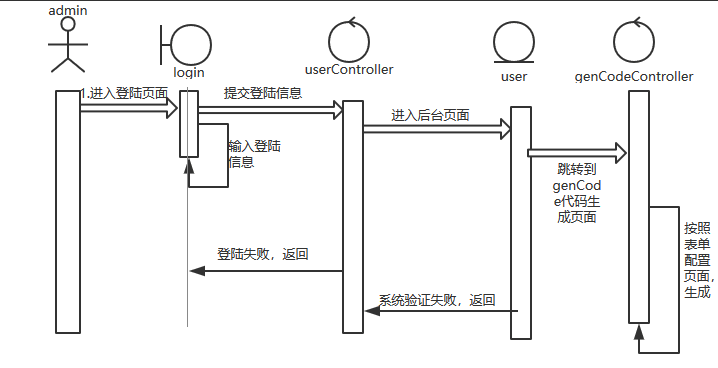 admin
login
userController
user
genCodeController
1.进入登陆页面
提交登陆信息
进入后台页面
输入登陆
信息
跳转到
genCod
e代码生
成页面
登陆失败，返回
系统验证失败，返回
按照
表单
配置
页面，
生成